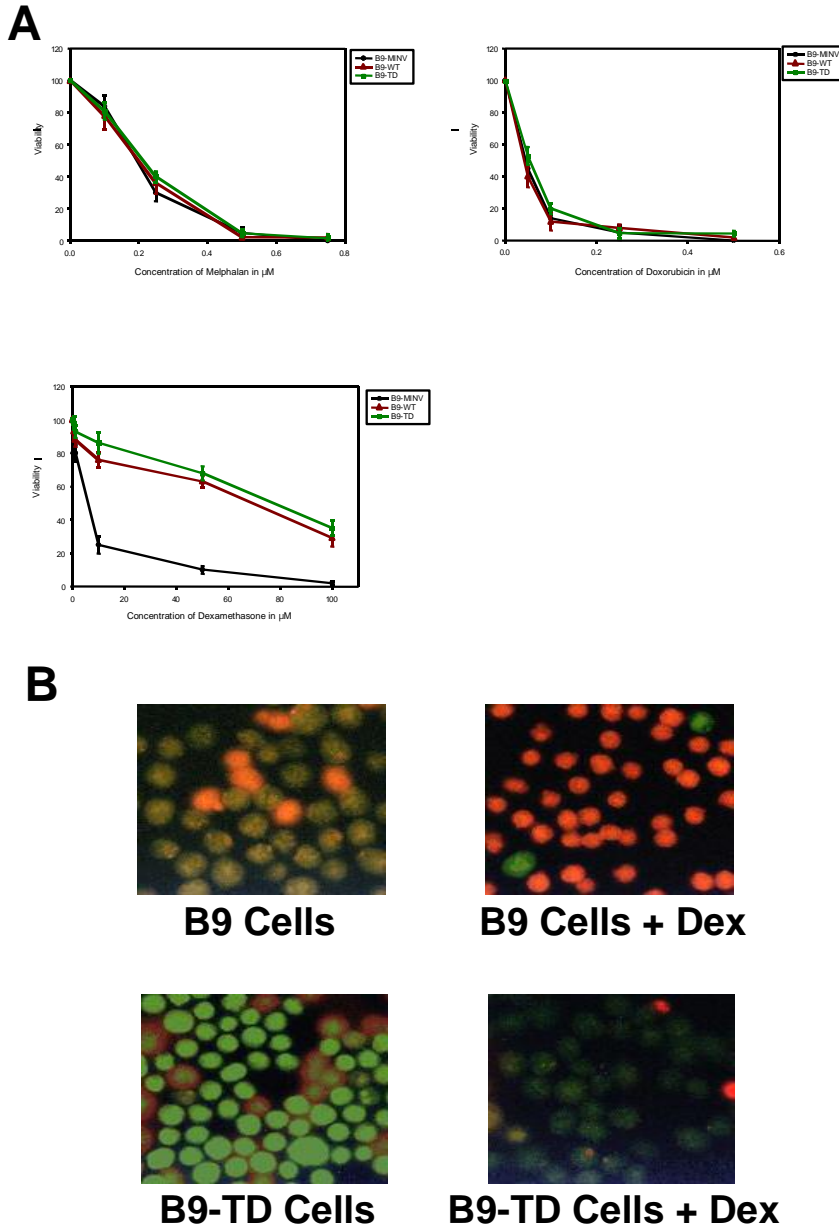 A
120
100
80
60
40
20
0
Viability
0.0 0.2 0.4 0.6 0.8
Concentration of Melphalan in µM
B9-MINV
B9-WT
B9-TD
120
100
80
60
40
20
0
Viability
0.0 0.2 0.4 0.6
Concentration of Doxorubicin in µM
B9-MINV
B9-WT
B9-TD
120
100
80
60
40
20
0
Viability
0 20 40 60 80 100
Concentration of Dexamethasone in µM
B9-MINV
B9-WT
B9-TD
B
B9 Cells
B9 Cells + Dex
B9-TD Cells
B9-TD Cells + Dex